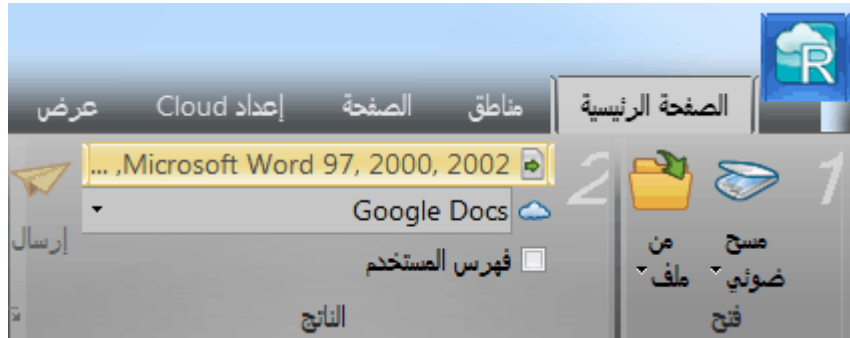 R
الصفحة الرئيسية
مناطق
الصفحة
إعداد Cloud
عرض
1
مسح
ضوئي
من
ملف
فتح
2
Microsoft Word 97, 2000, 2002, ...
Google Docs
فهرس المستخدم
الناتج
إرسال